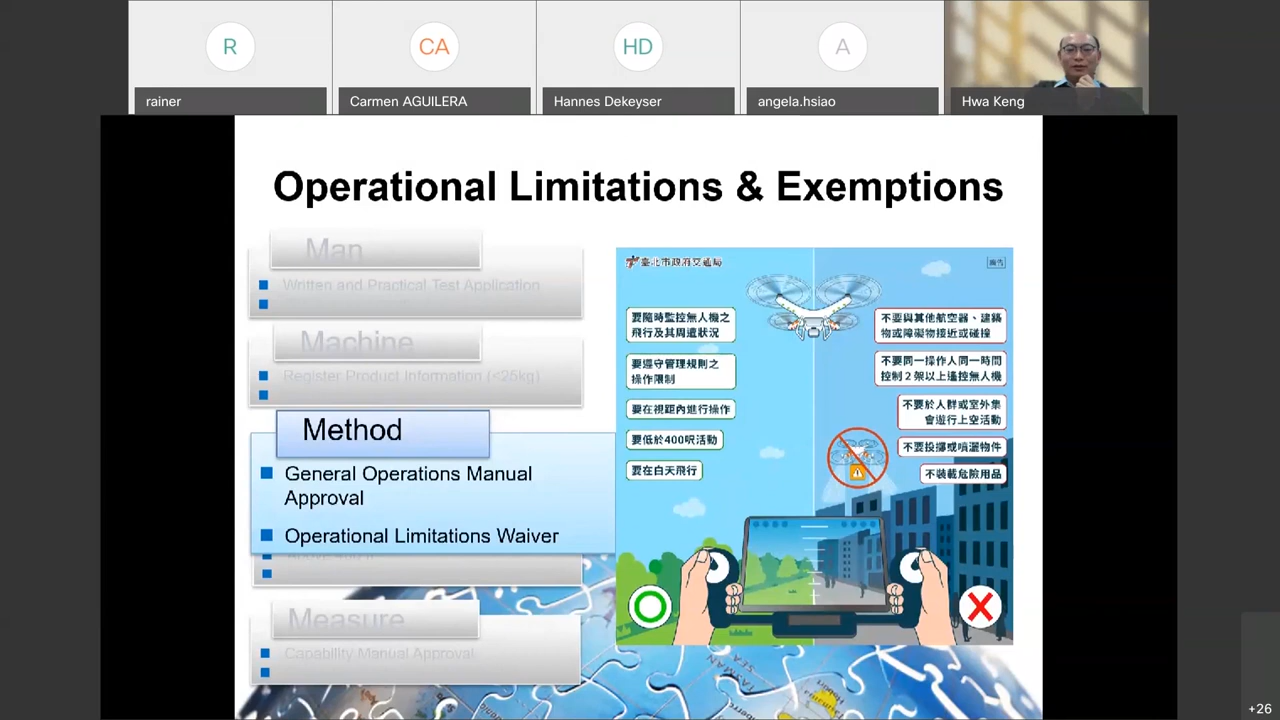 R
CA
HD
A
rainer
Carmen AGUILERA
Hannes Dekeyser
angela.hsiao
Hwa Keng
Operational Limitations & Exemptions
Man
Written and Practical Test Application
Machine
Register Product Information (<25kg)
Method
General Operations Manual
Approval
Operational Limitations Waiver
Measure
Capability Manual Approval
臺北市政府交通局
廣告
要隨時監控無人機之
飛行及其周遭狀況
要遵守管理規則之
操作限制
要在視距內進行操作
要低於400呎活動
要在白天飛行
不要與其他航空器、建築
物或障礙物接近或碰撞
不要同一操作人同一時間
控制2架以上遙控無人機
不要於人群或室外集
會遊行上空活動
不要投擲或噴灑物件
不裝載危險用品
TASMAN
SEA
+26